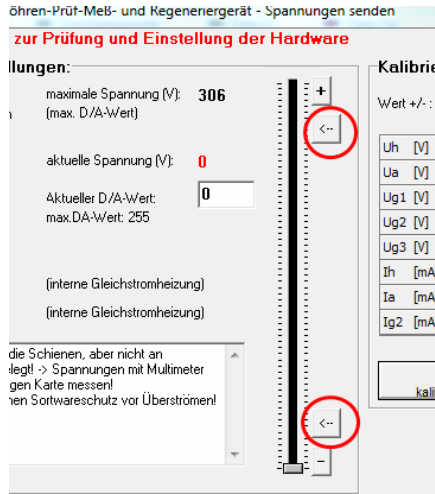 öhren-Prüf-Meß- und Regeneriergerät - Spannungen senden
zur Prüfung und Einstellung der Hardware
llungen:
maximale Spannung (V): 306
(max. D/A-Wert)
aktuelle Spannung (V): 0
Aktueller D/A-Wert: 0
max.DA-Wert: 255
(interne Gleichstromheizung)
(interne Gleichstromheizung)
die Schienen, aber nicht an
elegt! -> Spannungen mit Multimeter
gen Karte messen!
nen Sortwareschutz vor Überströmen!
+
<--
<--
-
Kalibrie
Wert +/- :
Uh [V]
Ua [V]
Ug1 [V]
Ug2 [V]
Ug3 [V]
Ih [mA
Ia [mA
Ig2 [mA
kali